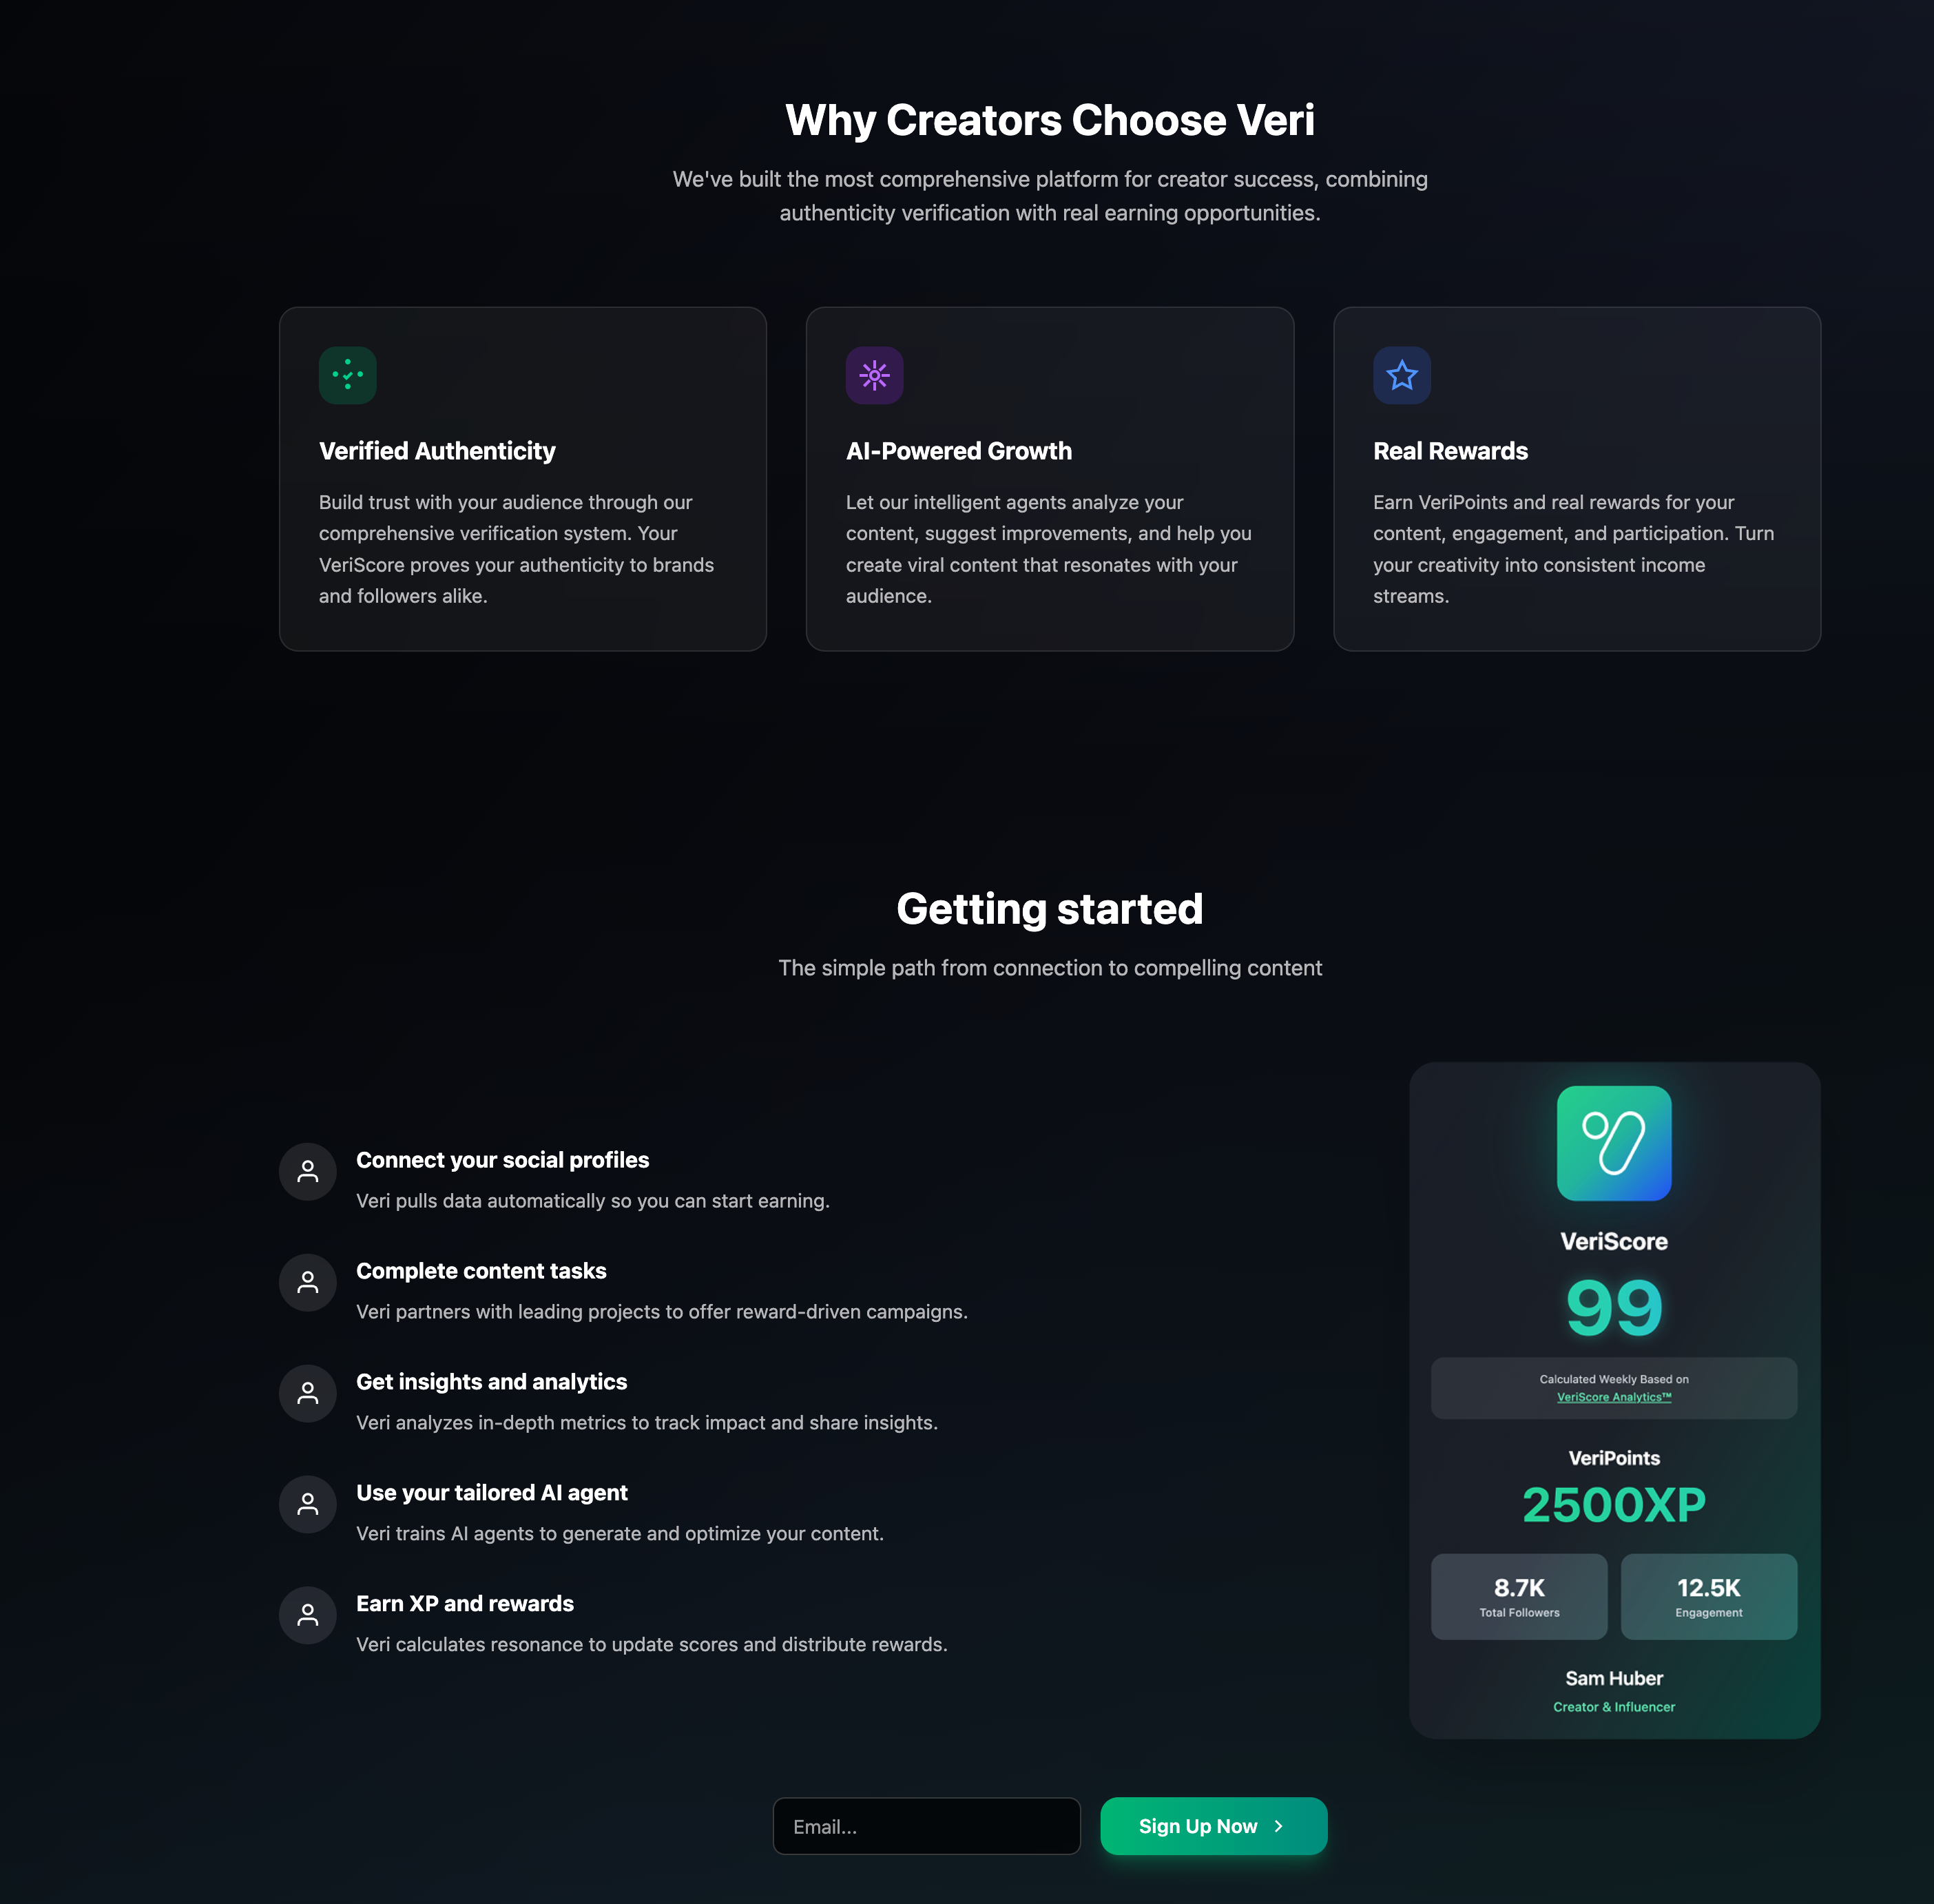 Why Creators Choose Veri
We've built the most comprehensive platform for creator success, combining
authenticity verification with real earning opportunities.
Verified Authenticity
Build trust with your audience through our
comprehensive verification system. Your
VeriScore proves your authenticity to brands
and followers alike.
AI-Powered Growth
Let our intelligent agents analyze your
content, suggest improvements, and help you
create viral content that resonates with your
audience.
Real Rewards
Earn VeriPoints and real rewards for your
content, engagement, and participation. Turn
your creativity into consistent income
streams.
Getting started
The simple path from connection to compelling content
Connect your social profiles
Veri pulls data automatically so you can start earning.
Complete content tasks
Veri partners with leading projects to offer reward-driven campaigns.
Get insights and analytics
Veri analyzes in-depth metrics to track impact and share insights.
Use your tailored AI agent
Veri trains AI agents to generate and optimize your content.
Earn XP and rewards
Veri calculates resonance to update scores and distribute rewards.
VeriScore
99
Calculated Weekly Based on
VeriScore Analytics™
VeriPoints
2500XP
8.7K
Total Followers
12.5K
Engagement
Sam Huber
Creator & Influencer
Email...
Sign Up Now